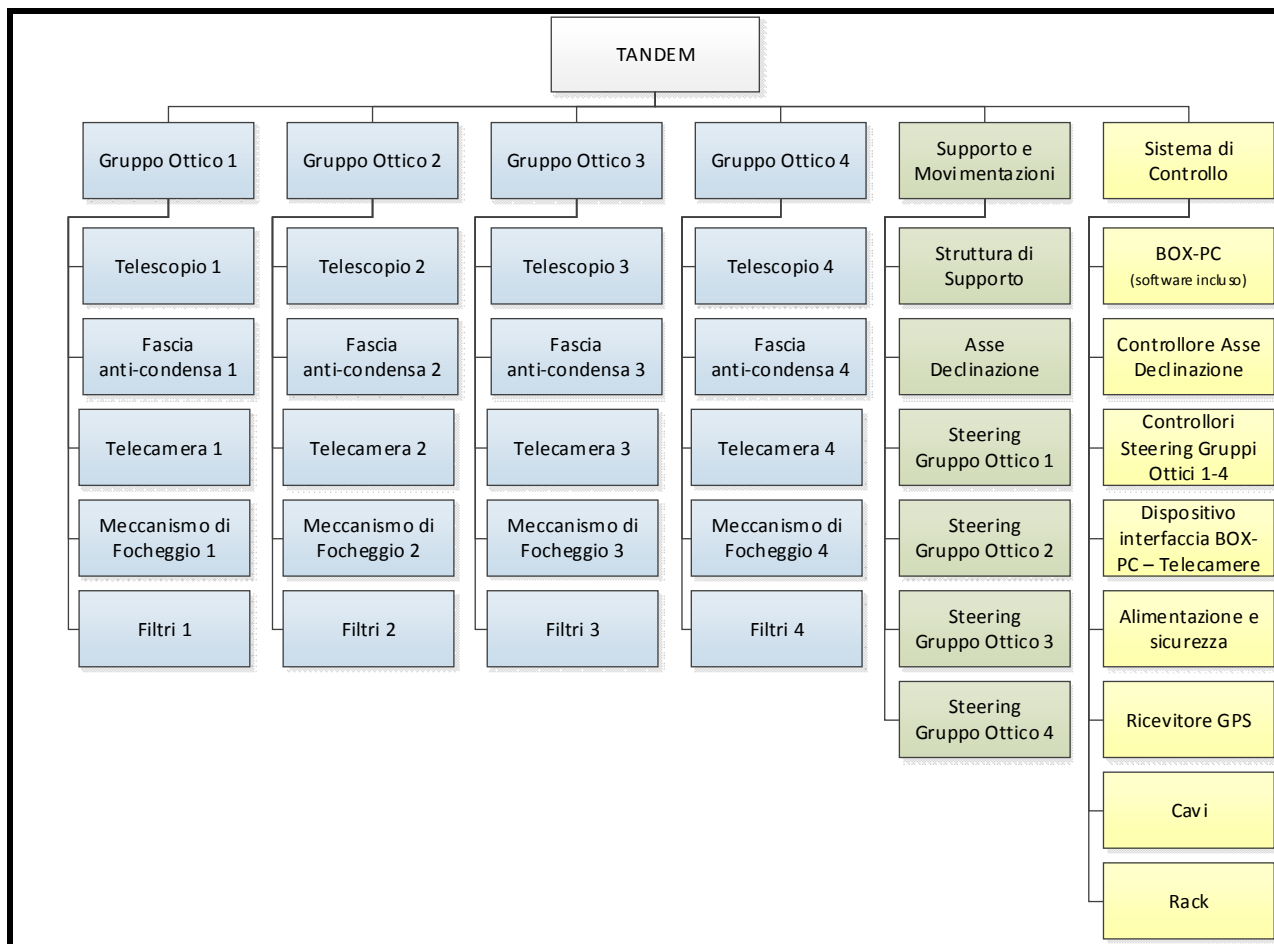 TANDEM
Gruppo Ottico 1
Gruppo Ottico 2
Gruppo Ottico 3
Gruppo Ottico 4
Supporto e
Movimentazioni
Sistema di
Controllo
Telescopio 1
Telescopio 2
Telescopio 3
Telescopio 4
Struttura di
Supporto
BOX-PC
(software incluso)
Fascia
anti-condensa 1
Fascia
anti-condensa 2
Fascia
anti-condensa 3
Fascia
anti-condensa 4
Asse
Declinazione
Controllore Asse
Declinazione
Telecamera 1
Telecamera 2
Telecamera 3
Telecamera 4
Steering
Gruppo Ottico 1
Controllori
Steering Gruppi
Ottici 1-4
Meccanismo di
Focheggio 1
Meccanismo di
Focheggio 2
Meccanismo di
Focheggio 3
Meccanismo di
Focheggio 4
Steering
Gruppo Ottico 2
Dispositivo
interfaccia BOX-
PC – Telecamere
Filtri 1
Filtri 2
Filtri 3
Filtri 4
Steering
Gruppo Ottico 3
Alimentazione e
sicurezza
Steering
Gruppo Ottico 4
Ricevitore GPS
Cavi
Rack